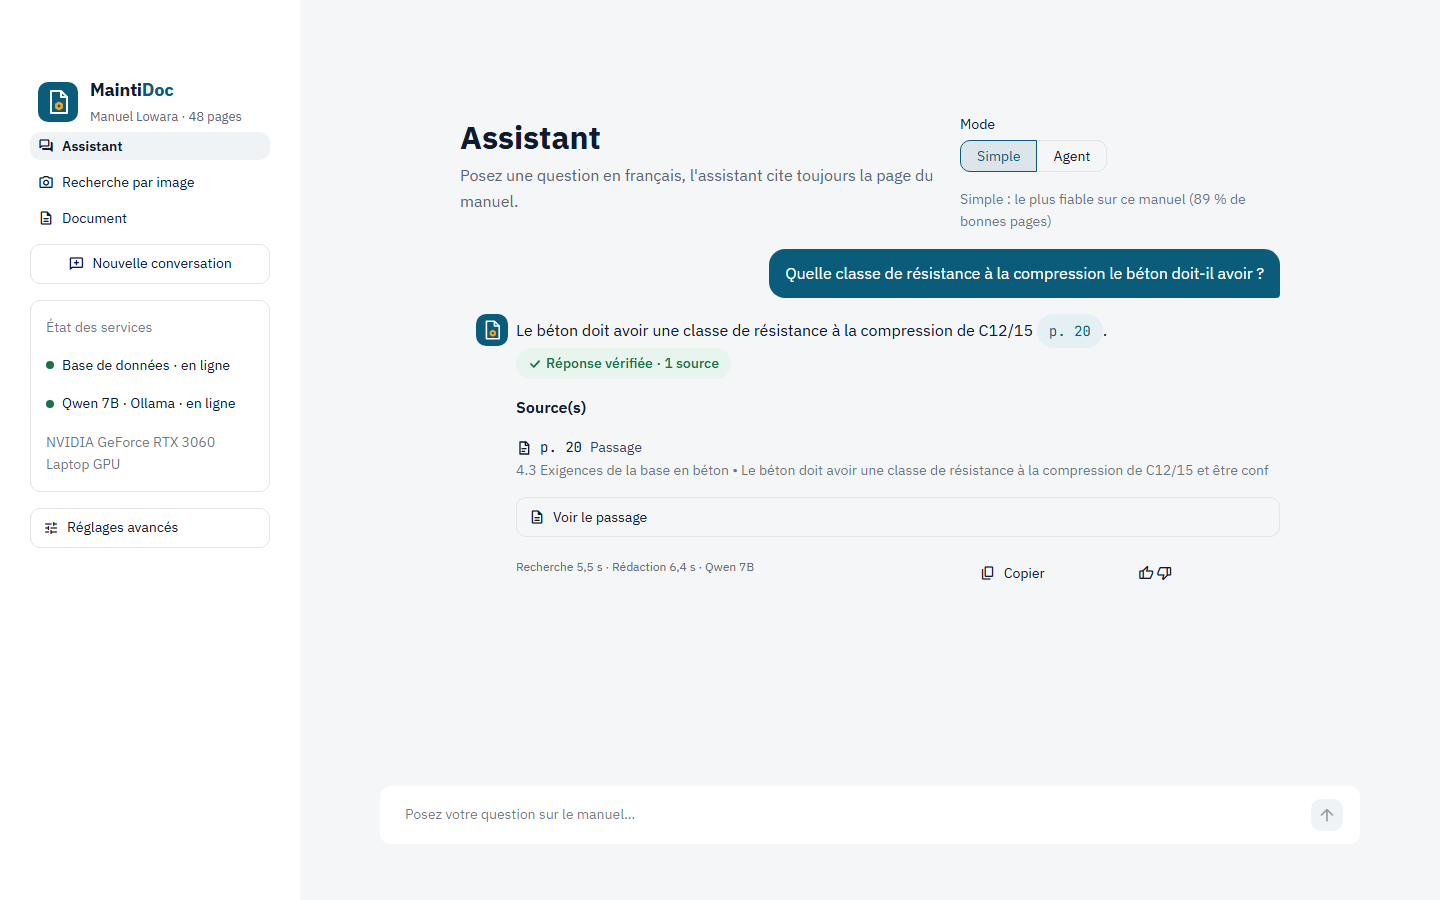 MaintiDoc
Manuel Lowara · 48 pages
Assistant
Recherche par image
Document
Nouvelle conversation
État des services
Base de données · en ligne
Qwen 7B · Ollama · en ligne
NVIDIA GeForce RTX 3060
Laptop GPU
Réglages avancés
Assistant
Posez une question en français, l'assistant cite toujours la page du
manuel.
Mode
Simple Agent
Simple : le plus fiable sur ce manuel (89 % de
bonnes pages)
Quelle classe de résistance à la compression le béton doit-il avoir ?
Le béton doit avoir une classe de résistance à la compression de C12/15 p. 20 .
Réponse vérifiée · 1 source
Source(s)
p. 20 Passage
4.3 Exigences de la base en béton • Le béton doit avoir une classe de résistance à la compression de C12/15 et être conf
Voir le passage
Recherche 5,5 s · Rédaction 6,4 s · Qwen 7B
Copier
Posez votre question sur le manuel...